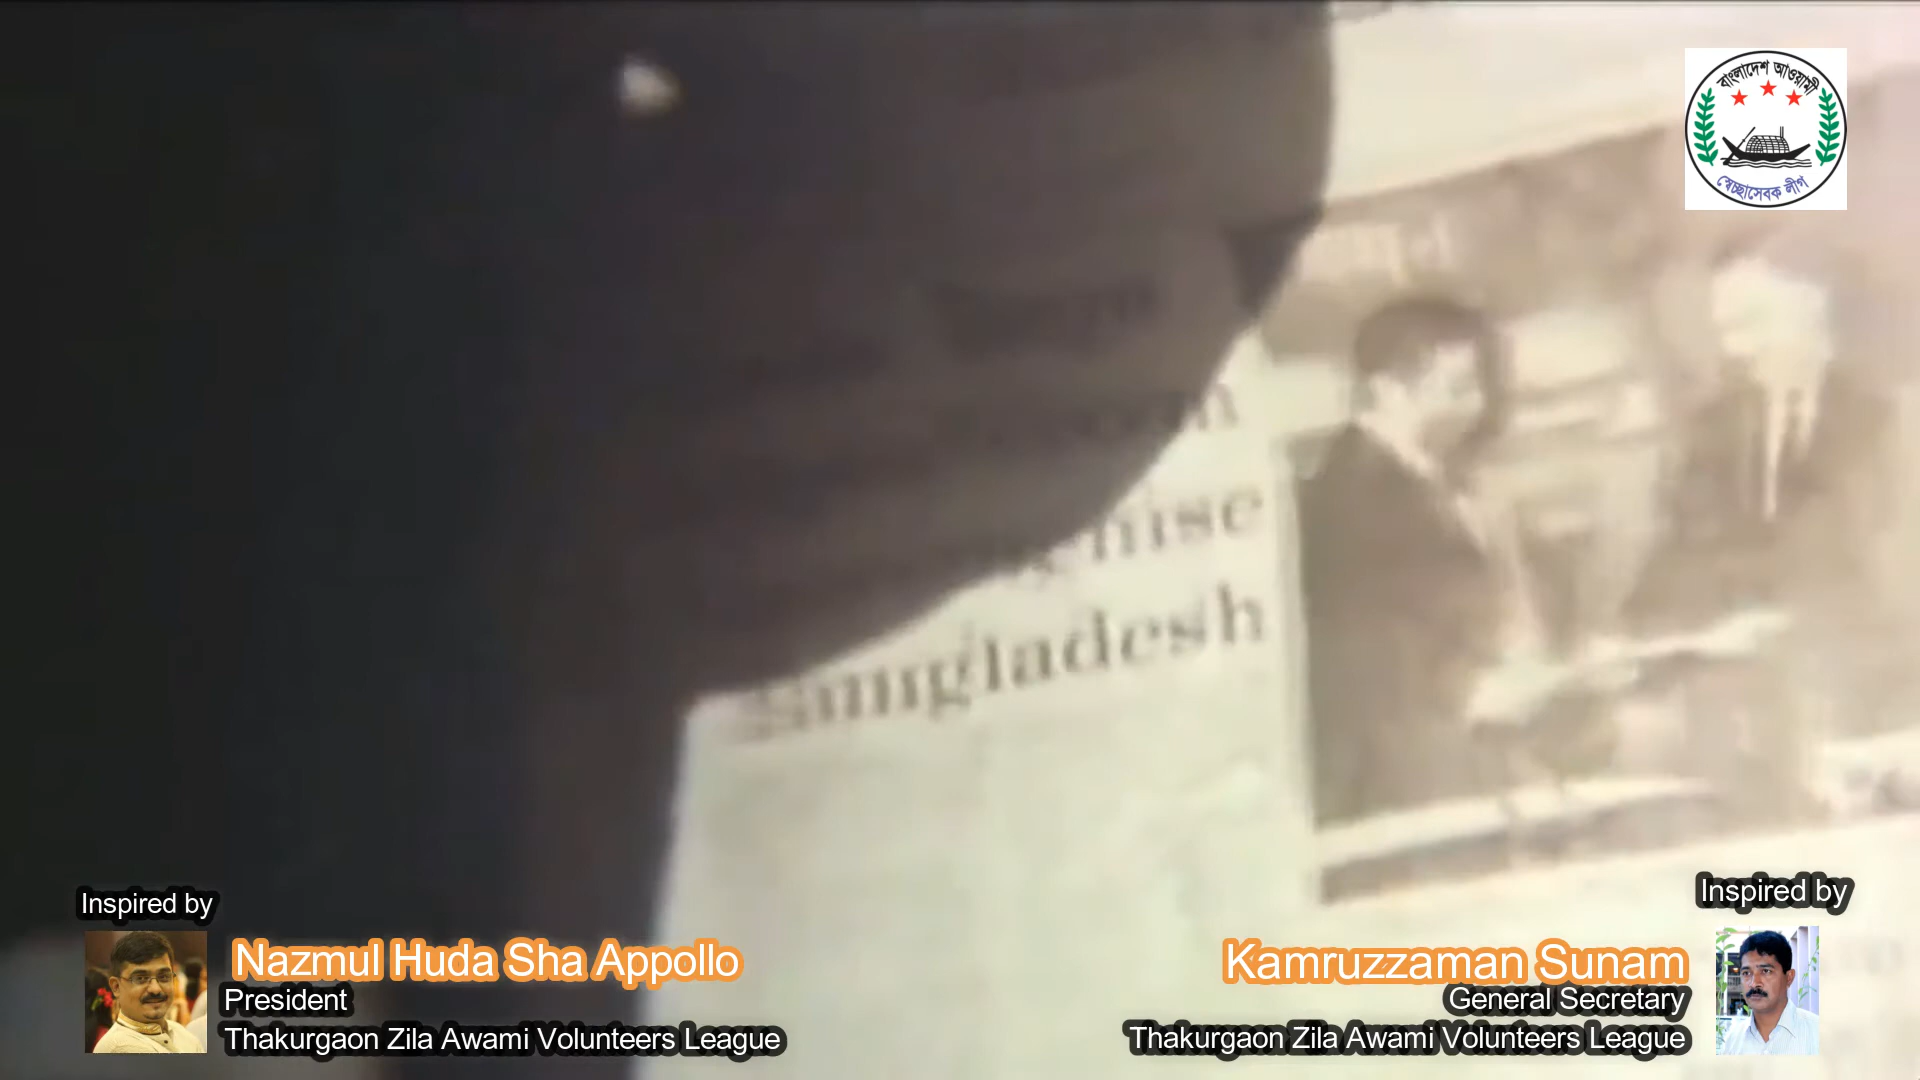 বাংলাদেশ আওয়ামী
স্বেচ্ছাসেবক লীগ
Bangladesh
Inspired by
Nazmul Huda Sha Appollo
President
Thakurgaon Zila Awami Volunteers League
Inspired by
Kamruzzaman Sunam
General Secretary
Thakurgaon Zila Awami Volunteers League